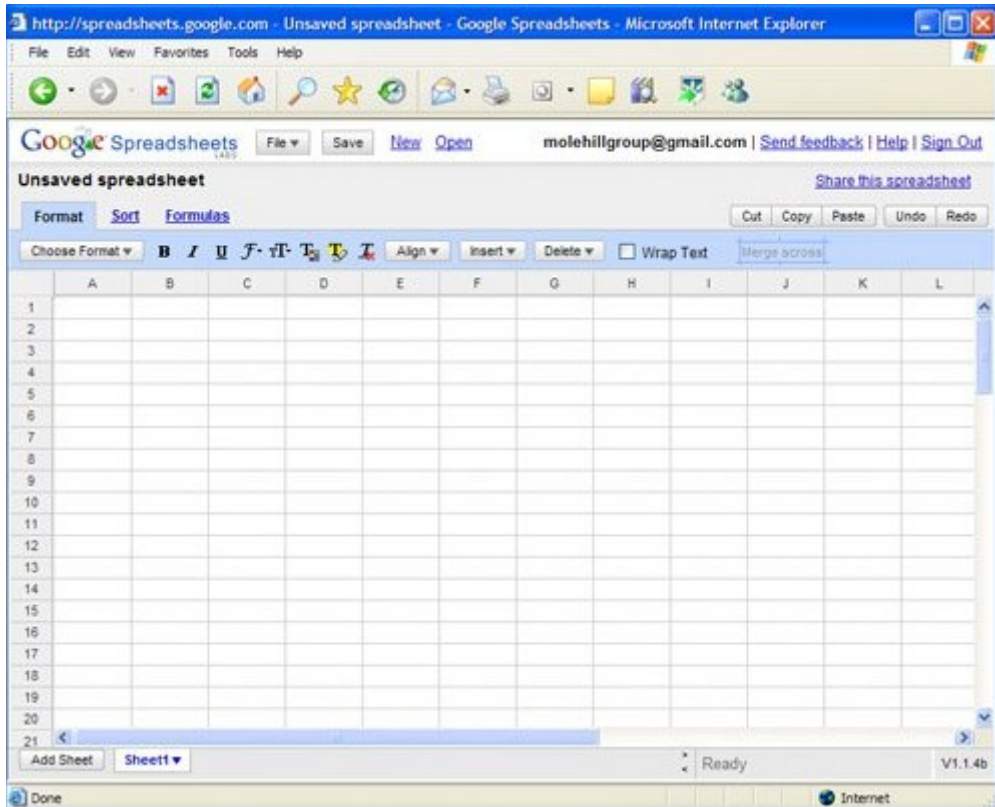 http://spreadsheets.google.com - Unsaved spreadsheet - Google Spreadsheets - Microsoft Internet Explorer
File Edit View Favorites Tools Help
Google Spreadsheets LABS File Save New Open molehillgroup@gmail.com | Send feedback | Help | Sign Out
Unsaved spreadsheet Share this spreadsheet
Format Sort Formulas Cut Copy Paste Undo Redo
Choose Format B I U F T T T T Align Insert Delete Wrap Text Merge across
A B C D E F G H I J K L
1
2
3
4
5
6
7
8
9
10
11
12
13
14
15
16
17
18
19
20
21
Add Sheet Sheet1 Ready V1.1.4b
Done Internet